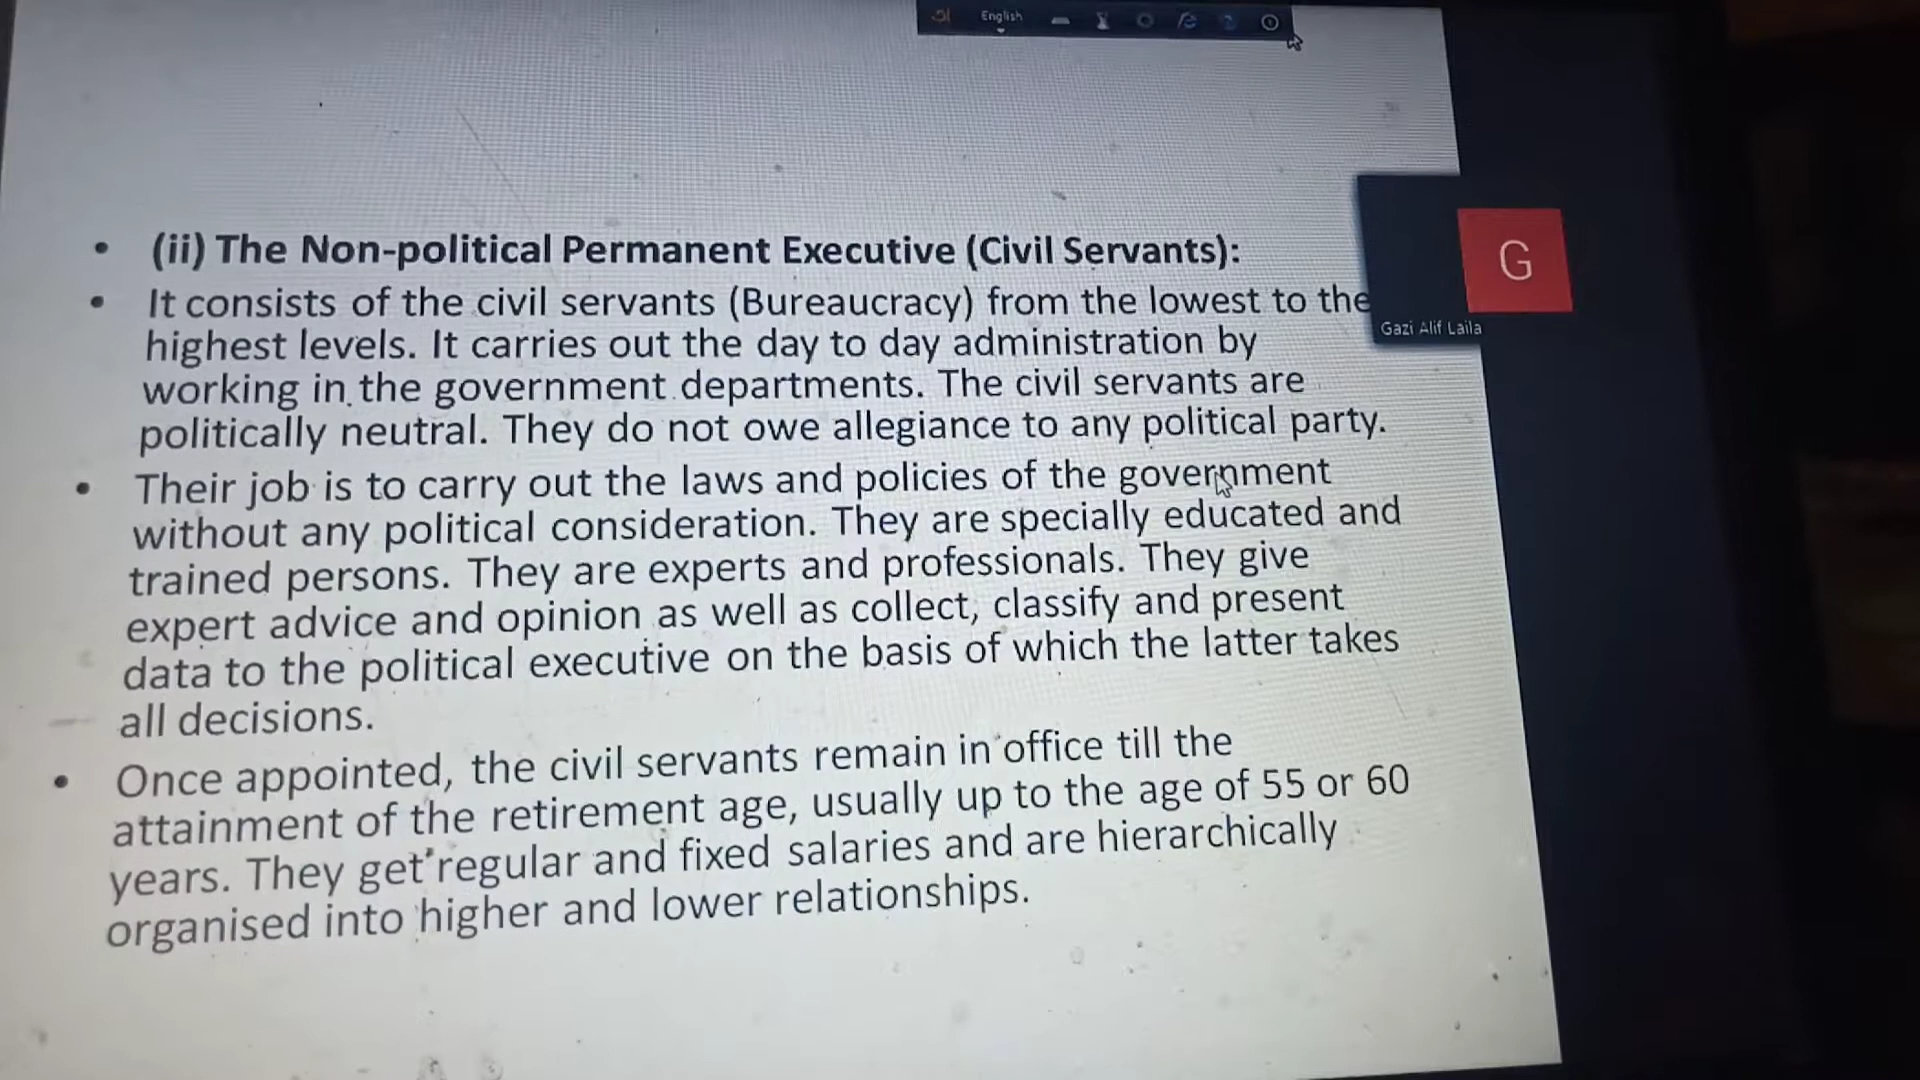 English
• (ii) The Non-political Permanent Executive (Civil Servants):
• It consists of the civil servants (Bureaucracy) from the lowest to the
highest levels. It carries out the day to day administration by
working in the government departments. The civil servants are
politically neutral. They do not owe allegiance to any political party.
• Their job is to carry out the laws and policies of the government
without any political consideration. They are specially educated and
trained persons. They are experts and professionals. They give
expert advice and opinion as well as collect, classify and present
data to the political executive on the basis of which the latter takes
all decisions.
• Once appointed, the civil servants remain in office till the
attainment of the retirement age, usually up to the age of 55 or 60
years. They get regular and fixed salaries and are hierarchically
organised into higher and lower relationships.
G
Gazi Alif Laila